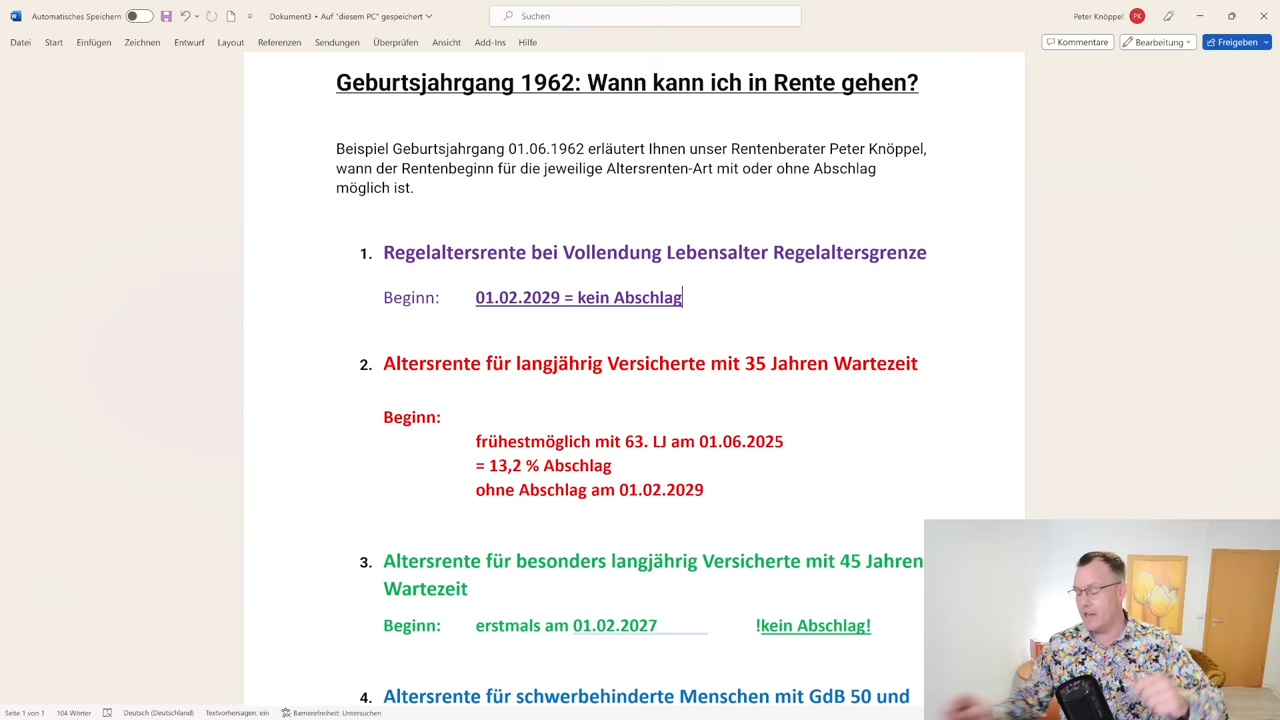 Automatisches Speichern
Dokument3 • Auf "diesem PC" gespeichert
Suchen
Peter Knöppel
PK
Datei Start Einfügen Zeichnen Entwurf Layout Referenzen Sendungen Überprüfen Ansicht Add-Ins Hilfe
Kommentare
Bearbeitung
Freigeben
Geburtsjahrgang 1962: Wann kann ich in Rente gehen?
Beispiel Geburtsjahrgang 01.06.1962 erläutert Ihnen unser Rentenberater Peter Knöppel,
wann der Rentenbeginn für die jeweilige Altersrenten-Art mit oder ohne Abschlag
möglich ist.
1. Regelaltersrente bei Vollendung Lebensalter Regelaltersgrenze
Beginn: 01.02.2029 = kein Abschlag
2. Altersrente für langjährig Versicherte mit 35 Jahren Wartezeit
Beginn:
frühestmöglich mit 63. LJ am 01.06.2025
= 13,2 % Abschlag
ohne Abschlag am 01.02.2029
3. Altersrente für besonders langjährig Versicherte mit 45 Jahren
Wartezeit
Beginn: erstmals am 01.02.2027 !kein Abschlag!
4. Altersrente für schwerbehinderte Menschen mit GdB 50 und
Seite 1 von 1 104 Wörter Deutsch (Deutschland) Textvorhersagen: ein Barrierefreiheit: Untersuchen